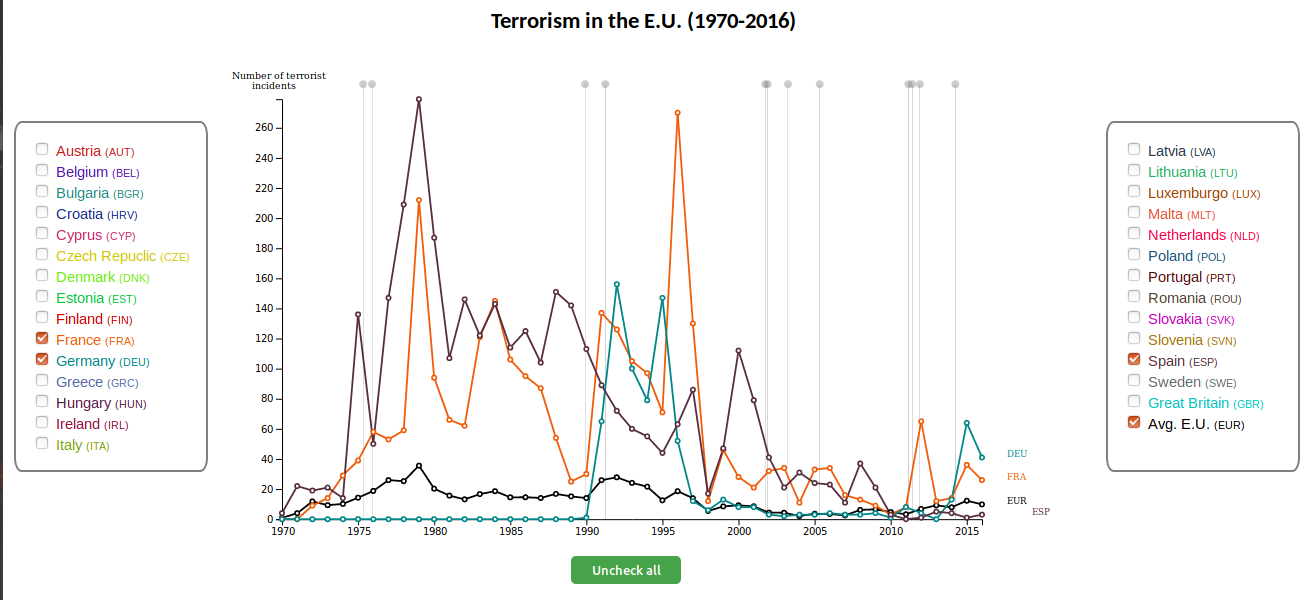 Terrorism in the E.U. (1970-2016)
Number of terrorist
incidents
Austria (AUT)
Belgium (BEL)
Bulgaria (BGR)
Croatia (HRV)
Cyprus (CYP)
Czech Repuclic (CZE)
Denmark (DNK)
Estonia (EST)
Finland (FIN)
France (FRA)
Germany (DEU)
Greece (GRC)
Hungary (HUN)
Ireland (IRL)
Italy (ITA)
260
240
220
200
180
160
140
120
100
80
60
40
20
0
1970 1975 1980 1985 1990 1995 2000 2005 2010 2015
DEU
FRA
EUR
ESP
Latvia (LVA)
Lithuania (LTU)
Luxemburgo (LUX)
Malta (MLT)
Netherlands (NLD)
Poland (POL)
Portugal (PRT)
Romania (ROU)
Slovakia (SVK)
Slovenia (SVN)
Spain (ESP)
Sweden (SWE)
Great Britain (GBR)
Avg. E.U. (EUR)
Uncheck all